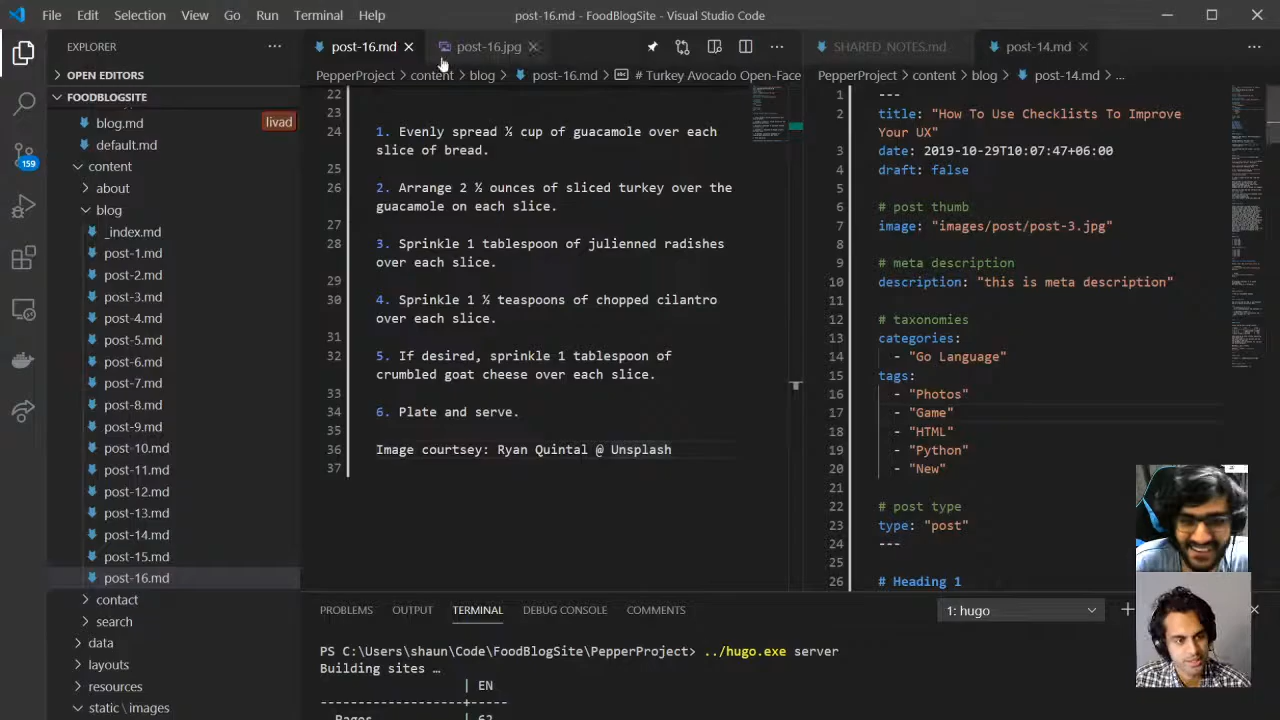 File Edit Selection View Go Run Terminal Help post-16.md - FoodBlogSite - Visual Studio Code
EXPLORER
OPEN EDITORS
FOODBLOGSITE
blog.md livad
default.md
content
about
blog
_index.md
post-1.md
post-2.md
post-3.md
post-4.md
post-5.md
post-6.md
post-7.md
post-8.md
post-9.md
post-10.md
post-11.md
post-12.md
post-13.md
post-14.md
post-15.md
post-16.md
contact
search
data
layouts
resources
static \ images
159
post-16.md post-16.jpg
PepperProject > content > blog > post-16.md > # Turkey Avocado Open-Face
22
23
24 1. Evenly spread ⅓ cup of guacamole over each
slice of bread.
25
26 2. Arrange 2 ½ ounces of sliced turkey over the
guacamole on each slice.
27
28 3. Sprinkle 1 tablespoon of julienned radishes
over each slice.
29
30 4. Sprinkle 1 ½ teaspoons of chopped cilantro
over each slice.
31
32 5. If desired, sprinkle 1 tablespoon of
crumbled goat cheese over each slice.
33
34 6. Plate and serve.
35
36 Image courtsey: Ryan Quintal @ Unsplash
37
SHARED_NOTES.md post-14.md
PepperProject > content > blog > post-14.md > ...
1 ---
2 title: "How To Use Checklists To Improve
Your UX"
3 date: 2019-10-29T10:07:47+06:00
4 draft: false
5
6 # post thumb
7 image: "images/post/post-3.jpg"
8
9 # meta description
10 description: "this is meta description"
11
12 # taxonomies
13 categories:
14 - "Go Language"
15 tags:
16 - "Photos"
17 - "Game"
18 - "HTML"
19 - "Python"
20 - "New"
21
22 # post type
23 type: "post"
24 ---
25
26 # Heading 1
PROBLEMS OUTPUT TERMINAL DEBUG CONSOLE COMMENTS 1: hugo
PS C:\Users\shaun\Code\FoodBlogSite\PepperProject> ../hugo.exe server
Building sites …
| EN
-------------------+-----
Pages | 62